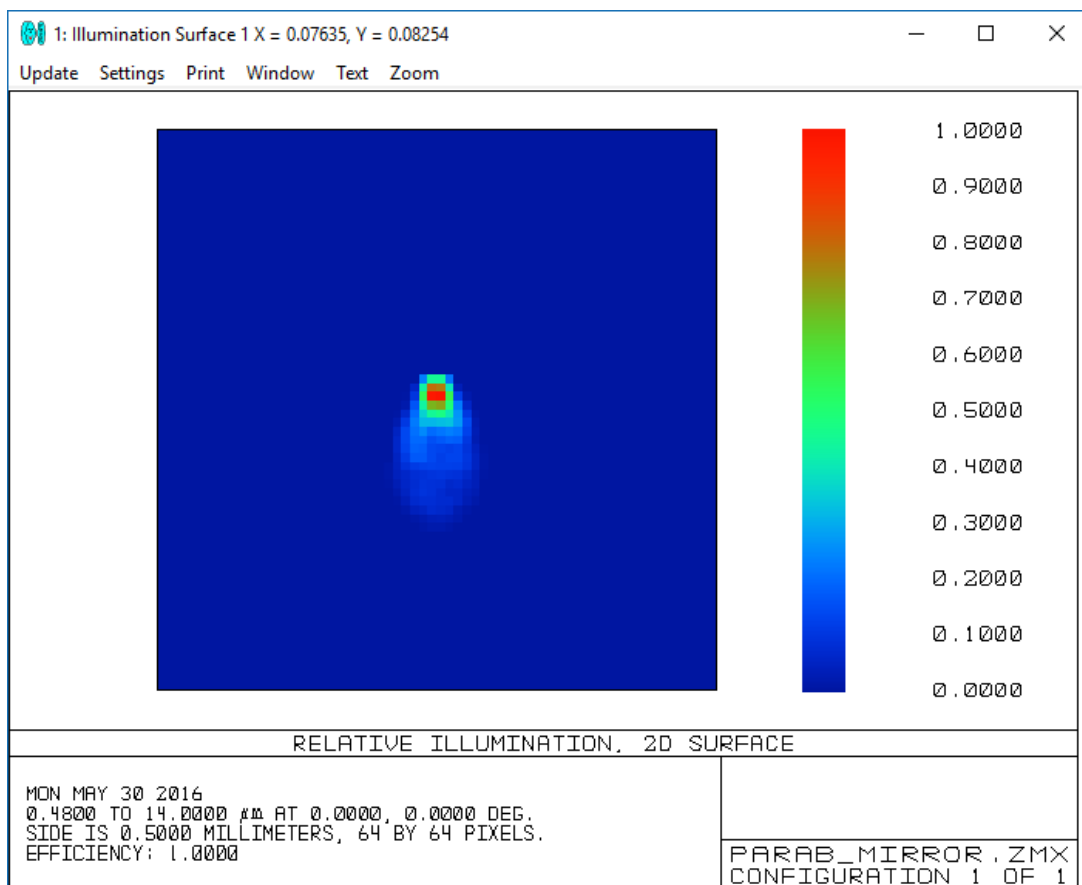 1: Illumination Surface 1 X = 0.07635, Y = 0.08254
Update Settings Print Window Text Zoom
1.0000
0.9000
0.8000
0.7000
0.6000
0.5000
0.4000
0.3000
0.2000
0.1000
0.0000
RELATIVE ILLUMINATION, 2D SURFACE
MON MAY 30 2016
0.4800 TO 14.0000 µm AT 0.0000, 0.0000 DEG.
SIDE IS 0.5000 MILLIMETERS, 64 BY 64 PIXELS.
EFFICIENCY: 1.0000
PARAB_MIRROR.ZMX
CONFIGURATION 1 OF 1